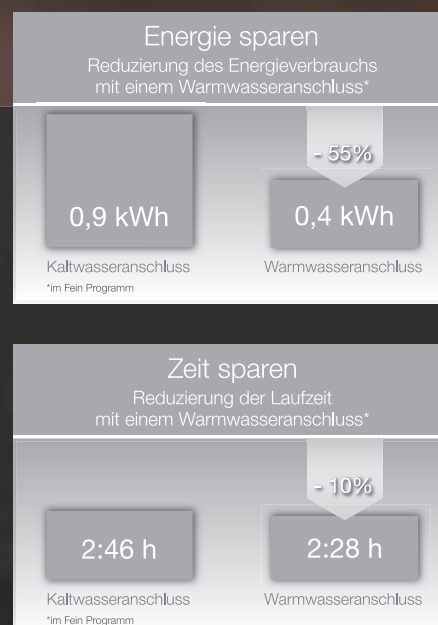 Energie sparen
Reduzierung des Energieverbrauchs
mit einem Warmwasseranschluss*
- 55%
0,9 kWh
0,4 kWh
Kaltwasseranschluss
Warmwasseranschluss
*im Fein Programm
Zeit sparen
Reduzierung der Laufzeit
mit einem Warmwasseranschluss*
- 10%
2:46 h
2:28 h
Kaltwasseranschluss
Warmwasseranschluss
*im Fein Programm